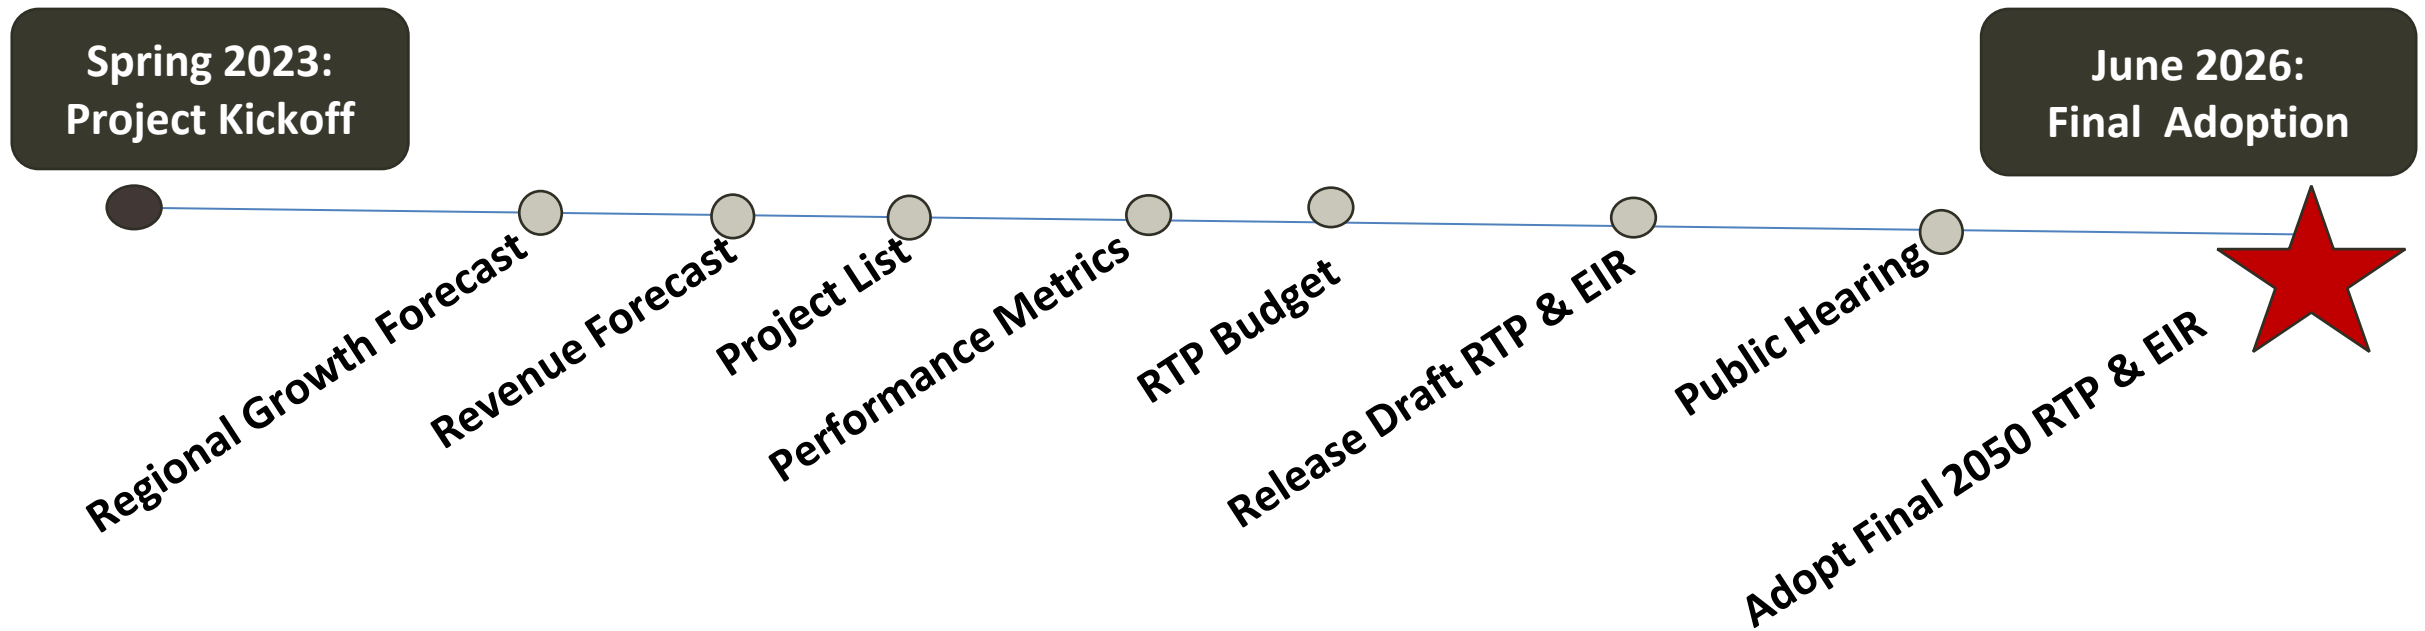 Spring 2023:
Project Kickoff
June 2026:
Final  Adoption
Regional Growth Forecast
Revenue Forecast
Project List
Performance Metrics
RTP Budget
Release Draft RTP & EIR
Public Hearing
Adopt Final 2050 RTP & EIR